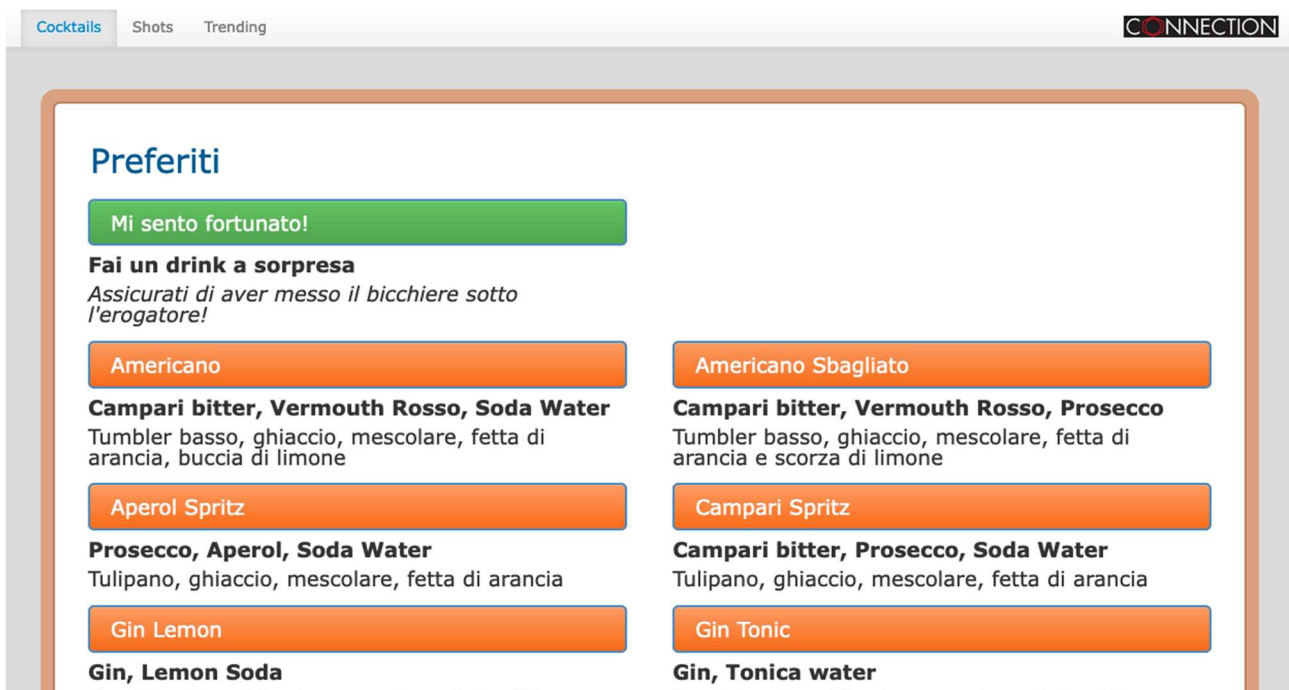 Cocktails Shots Trending CONNECTION
Preferiti
Mi sento fortunato!
Fai un drink a sorpresa
Assicurati di aver messo il bicchiere sotto
l'erogatore!
Americano
Campari bitter, Vermouth Rosso, Soda Water
Tumbler basso, ghiaccio, mescolare, fetta di
arancia, buccia di limone
Americano Sbagliato
Campari bitter, Vermouth Rosso, Prosecco
Tumbler basso, ghiaccio, mescolare, fetta di
arancia e scorza di limone
Aperol Spritz
Prosecco, Aperol, Soda Water
Tulipano, ghiaccio, mescolare, fetta di arancia
Campari Spritz
Campari bitter, Prosecco, Soda Water
Tulipano, ghiaccio, mescolare, fetta di arancia
Gin Lemon
Gin, Lemon Soda
Gin Tonic
Gin, Tonica water